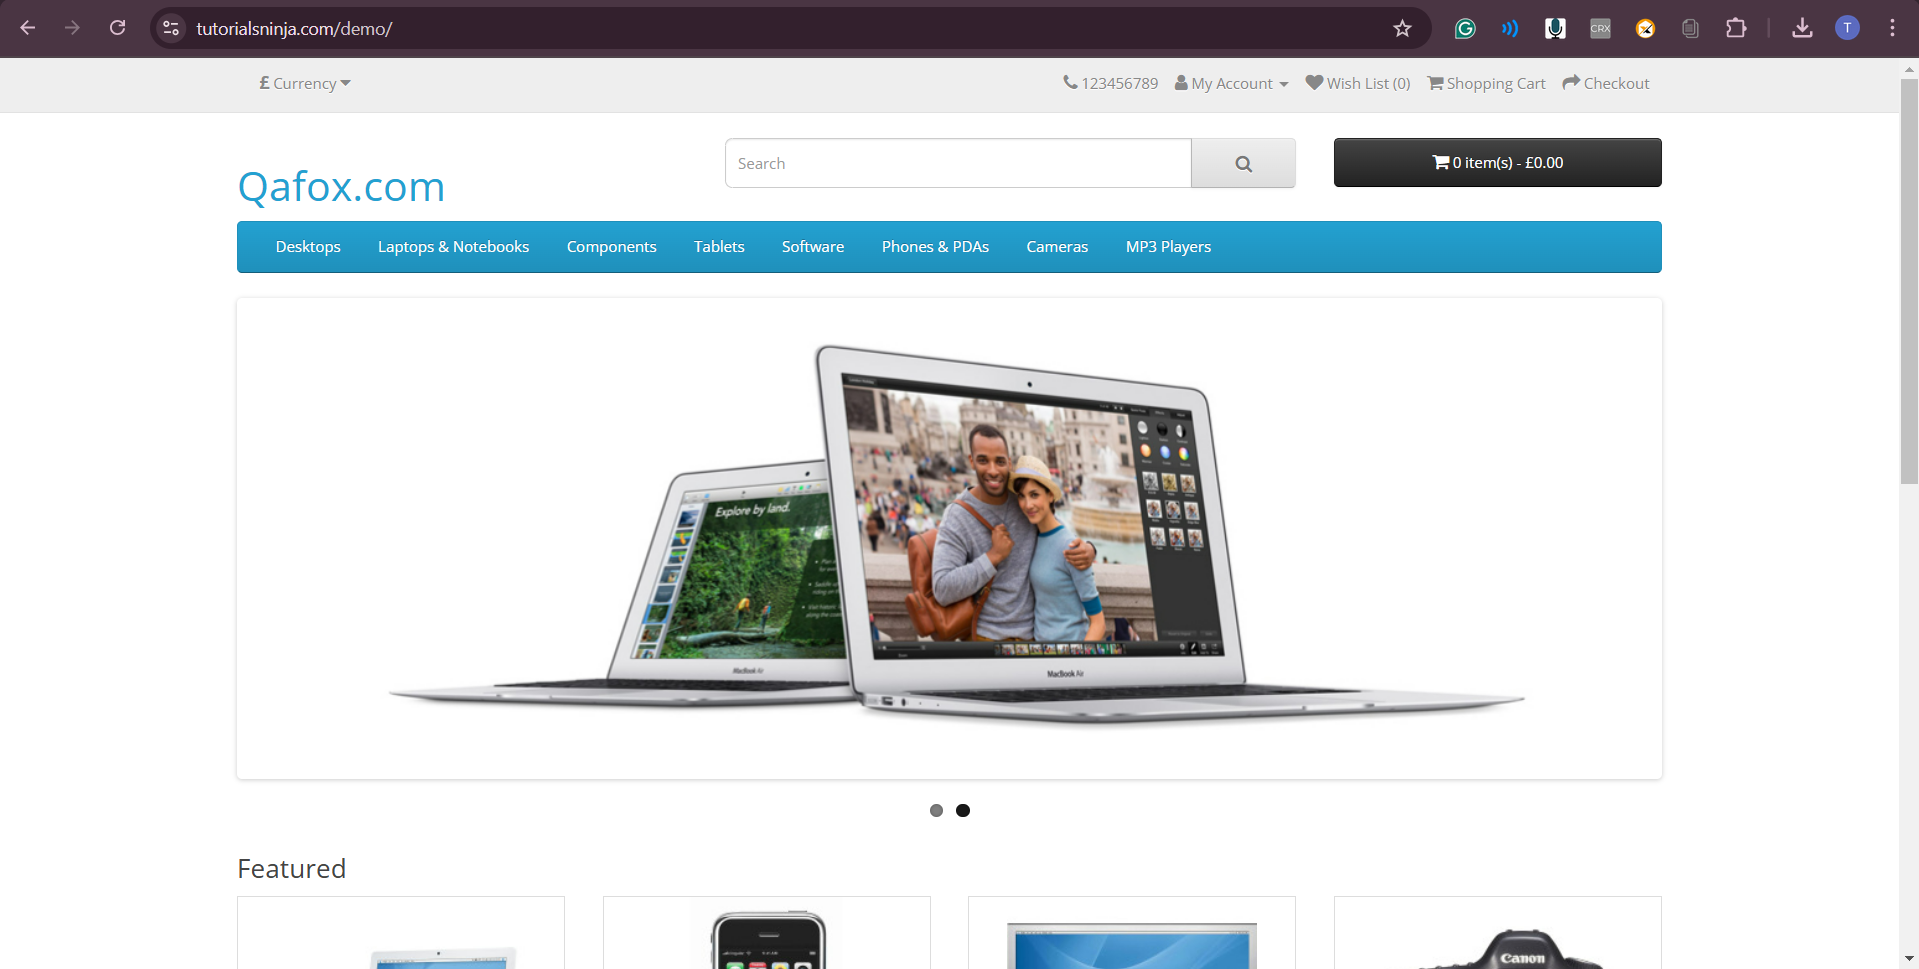 tutorialsninja.com/demo/
CRX
T
£ Currency
123456789 My Account Wish List (0) Shopping Cart Checkout
Search
0 item(s) - £0.00
Qafox.com
Desktops Laptops & Notebooks Components Tablets Software Phones & PDAs Cameras MP3 Players
Explore by land.
MacBook Air
MacBook Air
Featured
Canon